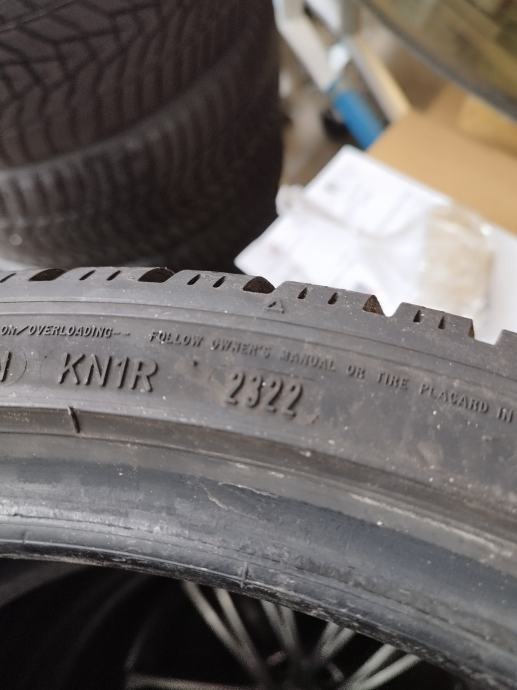 ON/OVERLOADING-- FOLLOW OWNER'S MANUAL OR TIRE PLACARD IN
KN1R 2322